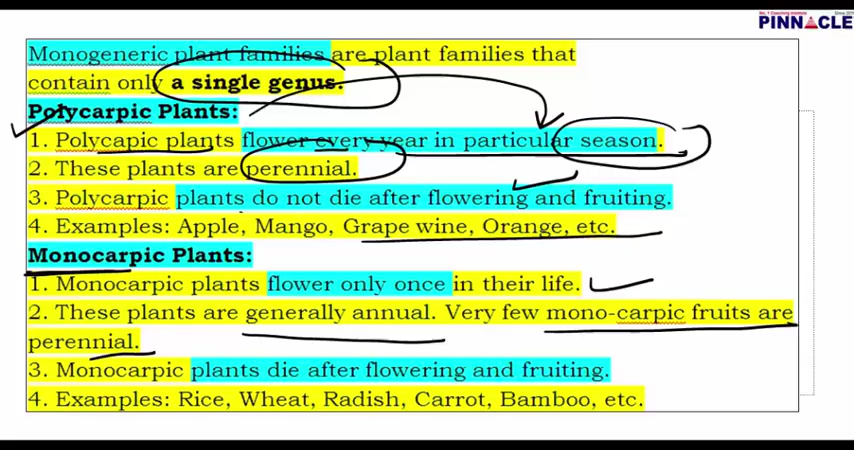 No. 1 Coaching Institute
PINNACLE
Monogeneric plant families are plant families that
contain only a single genus.
Polycarpic Plants:
1. Polycapic plants flower every year in particular season.
2. These plants are perennial.
3. Polycarpic plants do not die after flowering and fruiting.
4. Examples: Apple, Mango, Grape wine, Orange, etc.
Monocarpic Plants:
1. Monocarpic plants flower only once in their life.
2. These plants are generally annual. Very few mono-carpic fruits are
perennial.
3. Monocarpic plants die after flowering and fruiting.
4. Examples: Rice, Wheat, Radish, Carrot, Bamboo, etc.